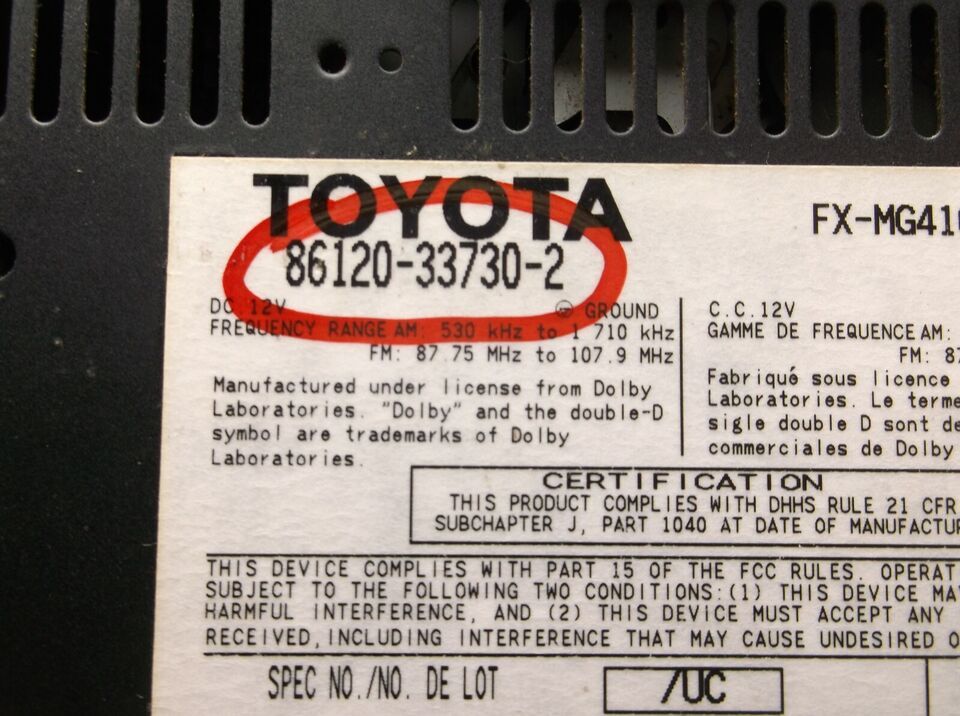 TOYOTA
FX-MG41
86120-33730-2
DC 12V GROUND
FREQUENCY RANGE AM: 530 kHz to 1 710 kHz
FM: 87.75 MHz to 107.9 MHz
Manufactured under license from Dolby
Laboratories. "Dolby" and the double-D
symbol are trademarks of Dolby
Laboratories.
C.C.12V
GAMME DE FREQUENCE AM:
FM: 87
Fabriqué sous licence
Laboratories. Le terme
sigle double D sont de
commerciales de Dolby
CERTIFICATION
THIS PRODUCT COMPLIES WITH DHHS RULE 21 CFR
SUBCHAPTER J, PART 1040 AT DATE OF MANUFACTU
THIS DEVICE COMPLIES WITH PART 15 OF THE FCC RULES. OPERAT
SUBJECT TO THE FOLLOWING TWO CONDITIONS:(1) THIS DEVICE MA
HARMFUL INTERFERENCE, AND (2) THIS DEVICE MUST ACCEPT ANY
RECEIVED, INCLUDING INTERFERENCE THAT MAY CAUSE UNDESIRED O
SPEC NO./NO. DE LOT /UC